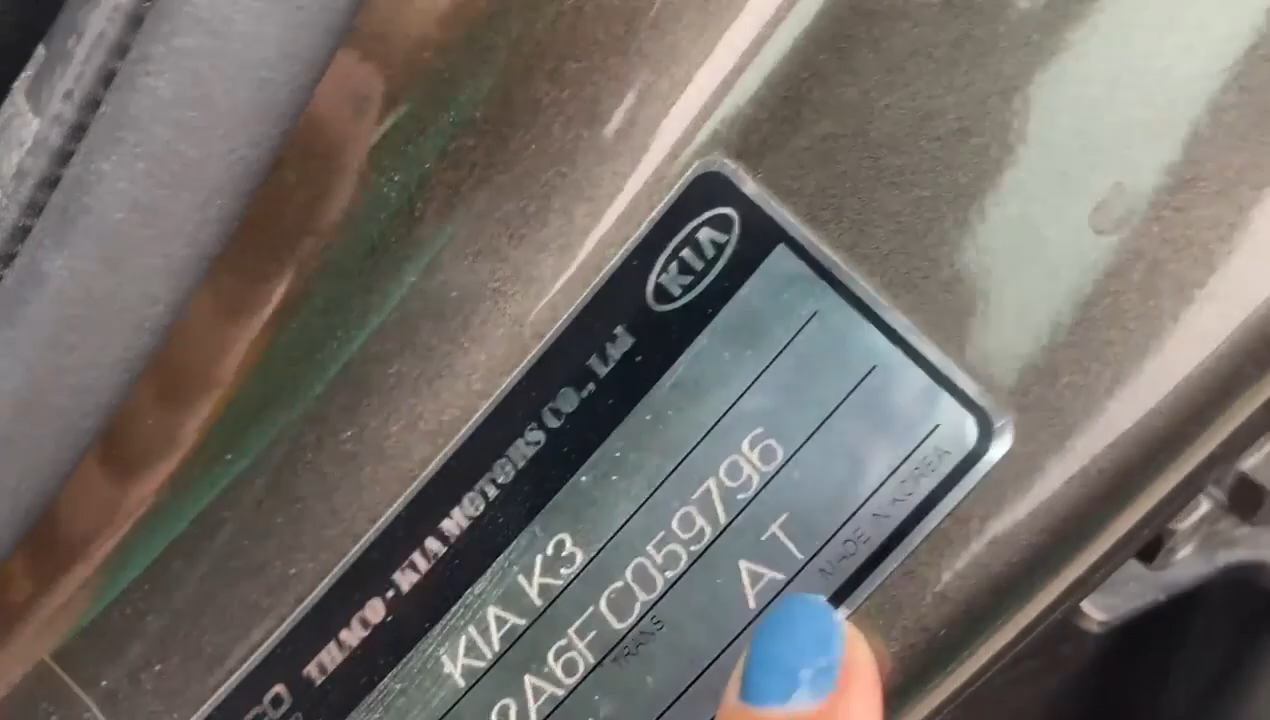 KIA
THACO-KIA MOTORS CO., Ltd
KIA K3
2A6FC059796
TRANS A T
MADE IN KOREA